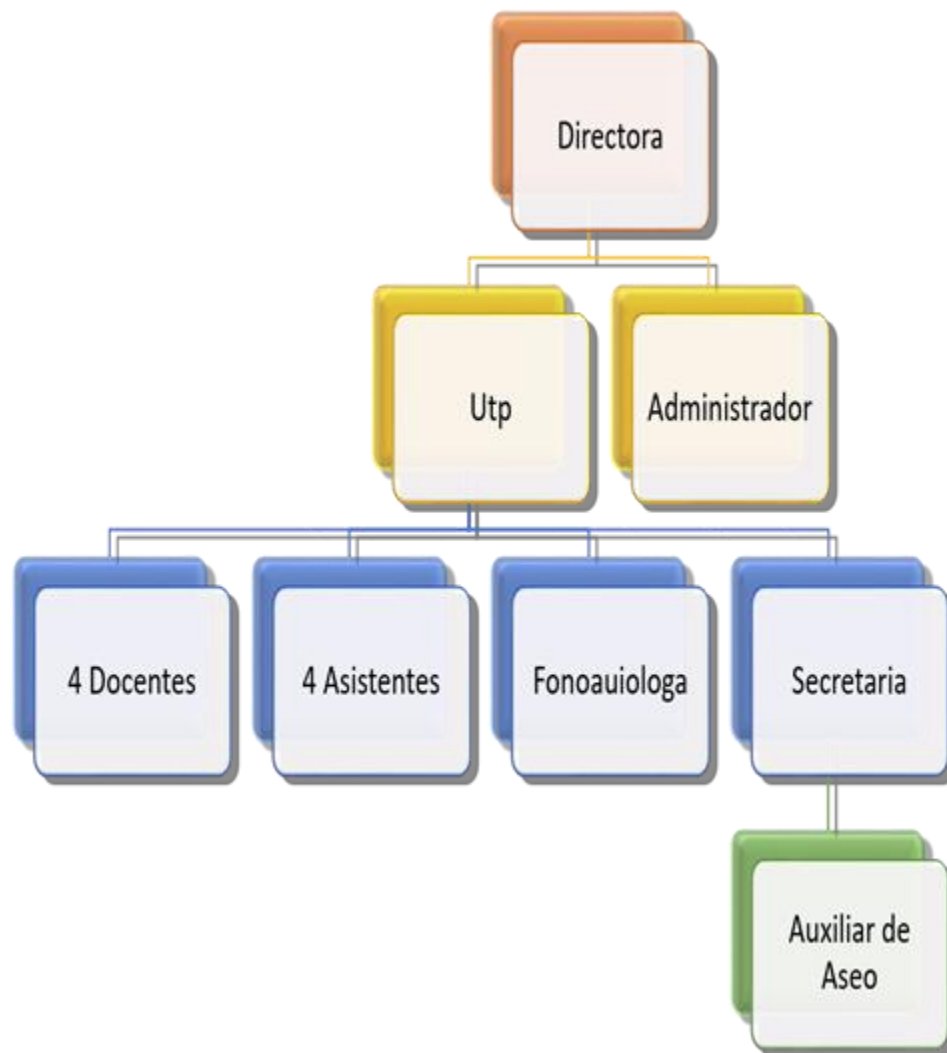 Directora
Utp
Administrador
4 Docentes
4 Asistentes
Fonoauiologa
Secretaria
Auxiliar de
Aseo